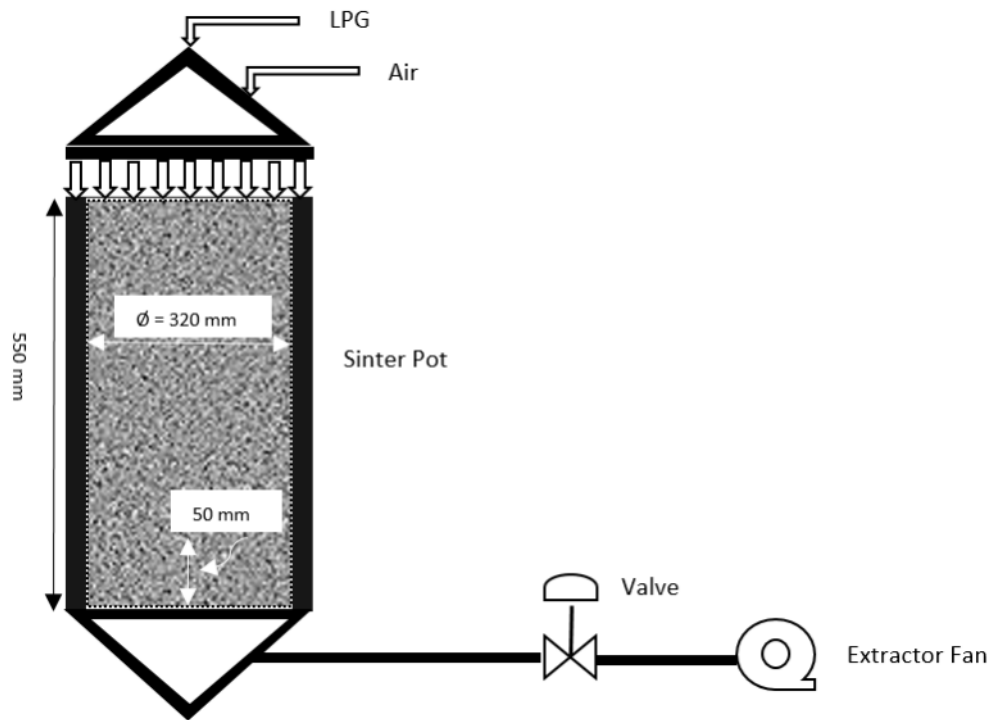 LPG
Air
Ø = 320 mm
550 mm
Sinter Pot
50 mm
Valve
Extractor Fan